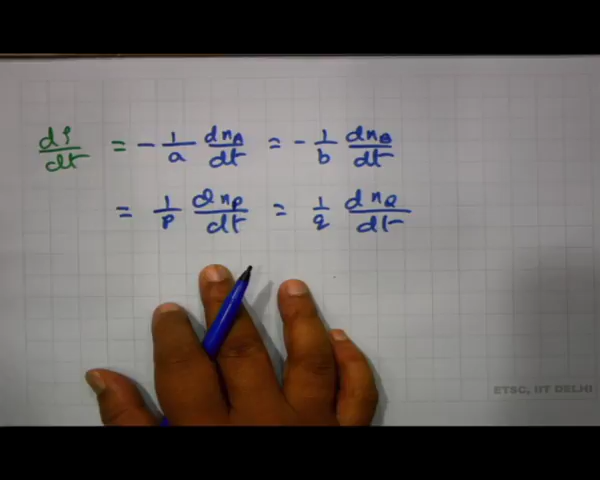 dξ/dt = - 1/a dn_A/dt = - 1/b dn_B/dt
= 1/p dn_P/dt = 1/q dn_Q/dt
ETSC, IIT DELHI